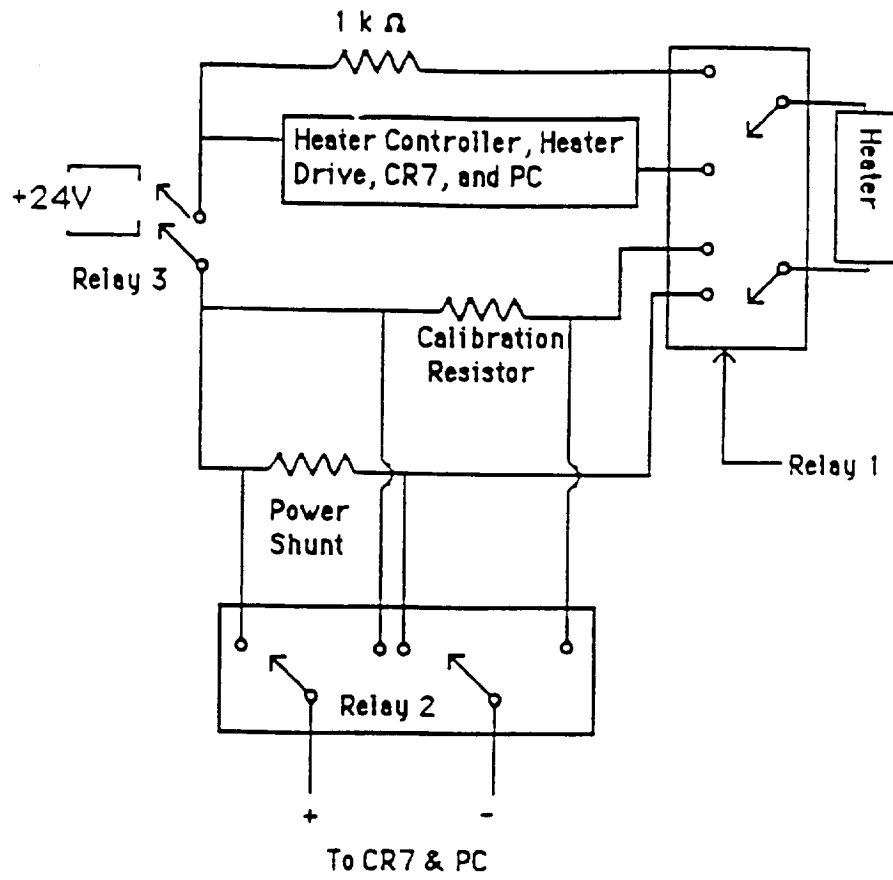 1 k Ω
Heater Controller, Heater
Drive, CR7, and PC
Heater
+24V
Relay 3
Calibration
Resistor
Relay 1
Power
Shunt
Relay 2
+
-
To CR7 & PC